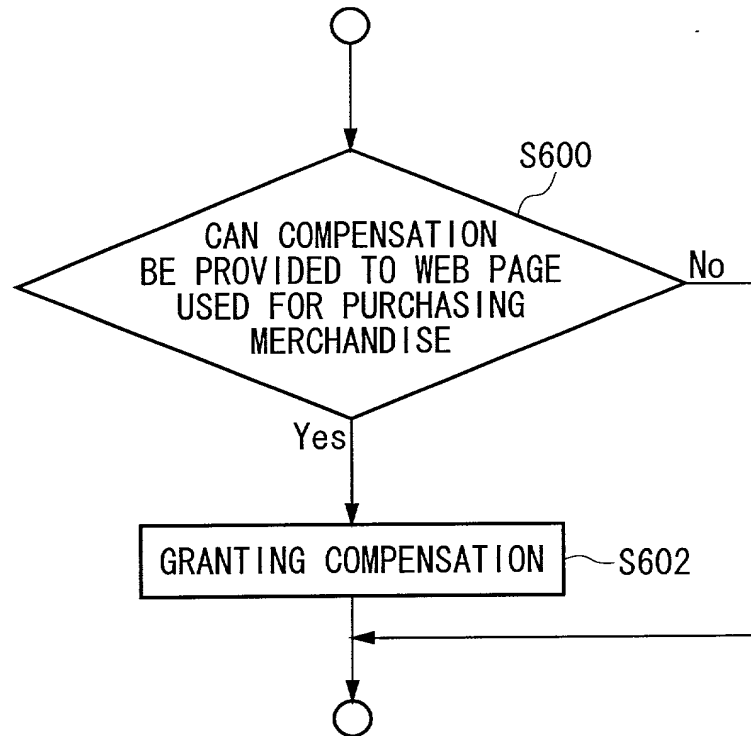 S600
CAN COMPENSATION
BE PROVIDED TO WEB PAGE
USED FOR PURCHASING
MERCHANDISE
No
Yes
GRANTING COMPENSATION
S602